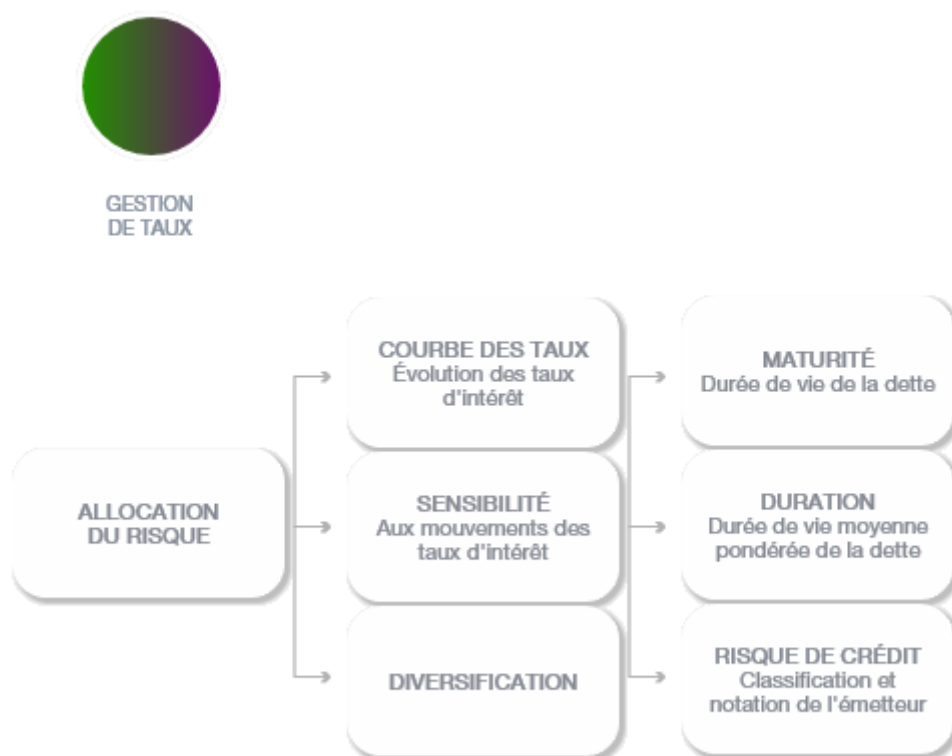 GESTION
DE TAUX
ALLOCATION
DU RISQUE
COURBE DES TAUX
Évolution des taux
d'intérêt
SENSIBILITÉ
Aux mouvements des
taux d'intérêt
DIVERSIFICATION
MATURITÉ
Durée de vie de la dette
DURATION
Durée de vie moyenne
pondérée de la dette
RISQUE DE CRÉDIT
Classification et
notation de l'émetteur